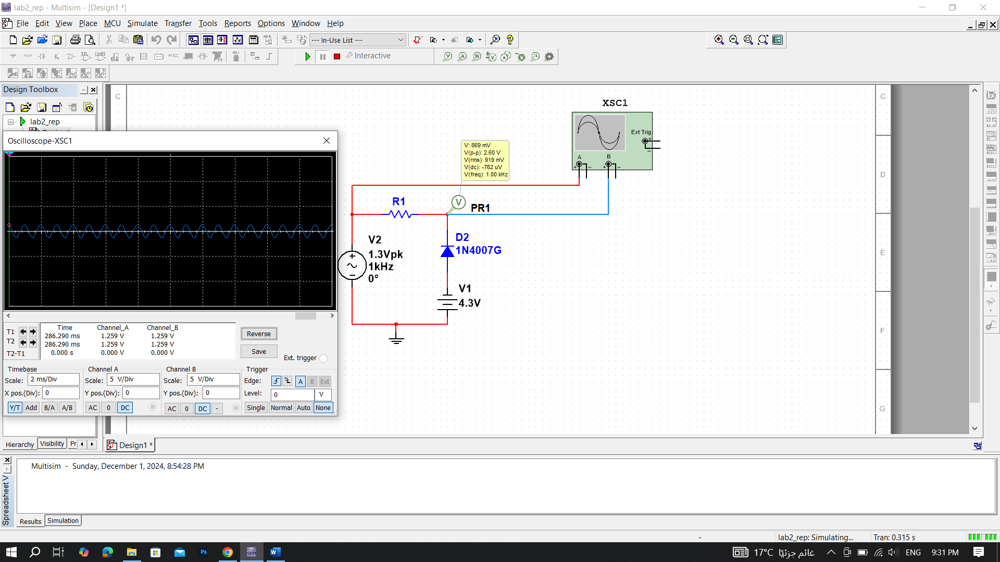 lab2_rep - Multisim - [Design1 *]
File Edit View Place MCU Simulate Transfer Tools Reports Options Window Help
--- In-Use List ---
MISC
Interactive
Design Toolbox
lab2_rep
Oscilloscope-XSC1
T1
T2
T2-T1
Time Channel_A Channel_B
286.290 ms 1.259 V 1.259 V
286.290 ms 1.259 V 1.259 V
0.000 s 0.000 V 0.000 V
Reverse
Save
Ext. trigger
Timebase
Scale: 2 ms/Div
X pos.(Div): 0
Y/T Add B/A A/B
Channel A
Scale: 5 V/Div
Y pos.(Div): 0
AC 0 DC
Channel B
Scale: 5 V/Div
Y pos.(Div): 0
AC 0 DC -
Trigger
Edge: A B Ext
Level: 0 V
Single Normal Auto None
C
C
D
E
F
G
XSC1
Ext Trig
A
B
V: 869 mV
V(p-p): 2.60 V
V(rms): 919 mV
V(dc): -762 uV
V(freq): 1.00 kHz
V
PR1
R1
V2
1.3Vpk
1kHz
0°
D2
1N4007G
V1
4.3V
Hierarchy Visibility Pr
Design1 *
Spreadsheet V
Multisim - Sunday, December 1, 2024, 8:54:28 PM
Results Simulation
-
lab2_rep: Simulating...
Tran: 0.315 s
Ps
W
17°C غائم جزئيًا
ENG
9:31 PM